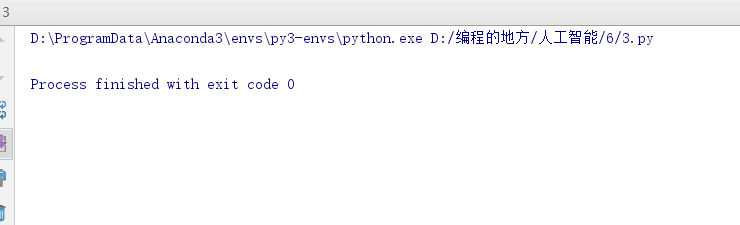 3
D:\ProgramData\Anaconda3\envs\py3-envs\python.exe D:/编程的地方/人工智能/6/3.py
Process finished with exit code 0